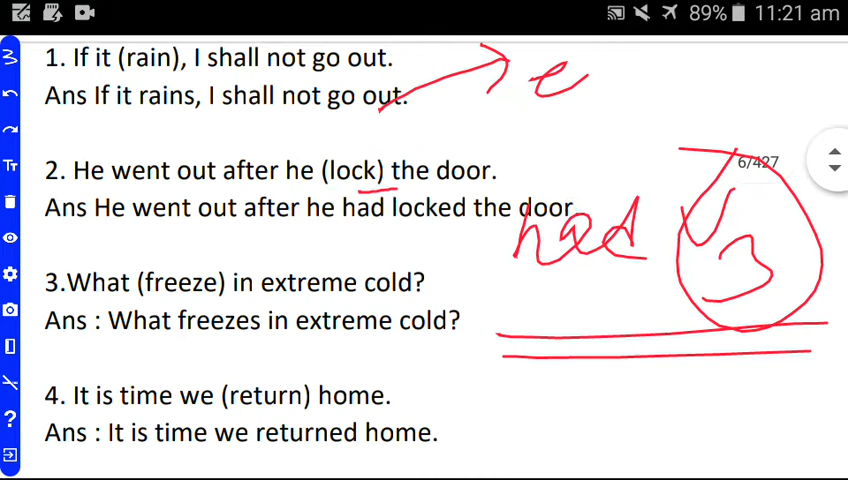 89% 11:21 am
1. If it (rain), I shall not go out.
Ans If it rains, I shall not go out.
e
6/427
2. He went out after he (lock) the door.
Ans He went out after he had locked the door.
had V3
3.What (freeze) in extreme cold?
Ans : What freezes in extreme cold?
4. It is time we (return) home.
Ans : It is time we returned home.
Tт
?